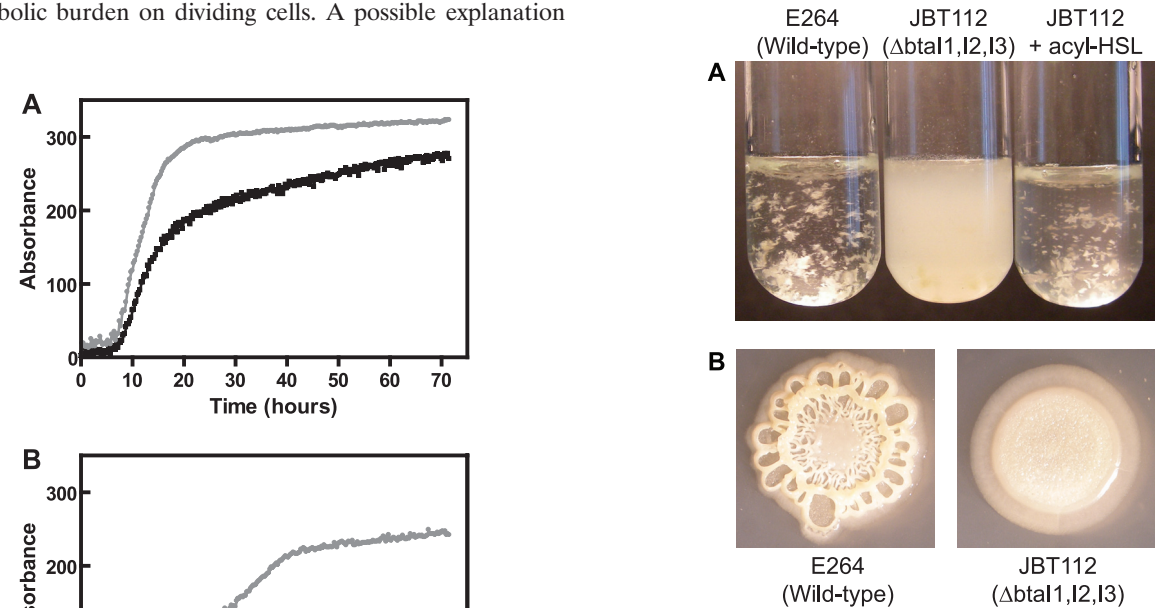 bolic burden on dividing cells. A possible explanation
A
300
200
100
0
Absorbance
0 10 20 30 40 50 60 70
Time (hours)
B
300
200
E264 JBT112 JBT112
(Wild-type) (ΔbtaI1,I2,I3) + acyl-HSL
A
B
E264 JBT112
(Wild-type) (ΔbtaI1,I2,I3)